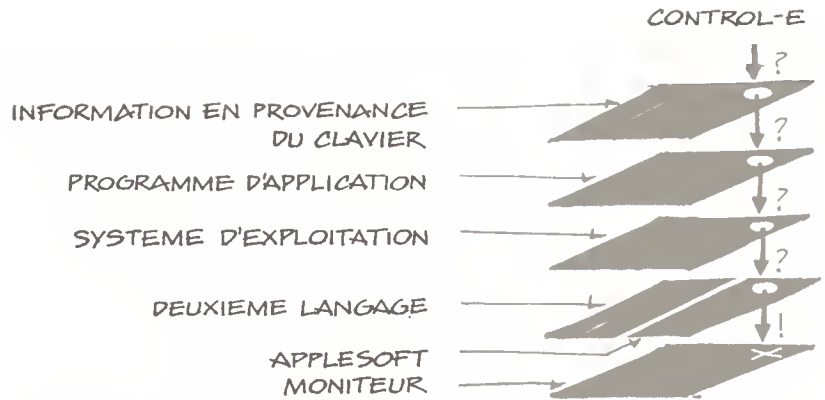 CONTROL-E
?
INFORMATION EN PROVENANCE
DU CLAVIER
?
PROGRAMME D'APPLICATION
?
SYSTEME D'EXPLOITATION
?
DEUXIEME LANGAGE
!
APPLESOFT
MONITEUR